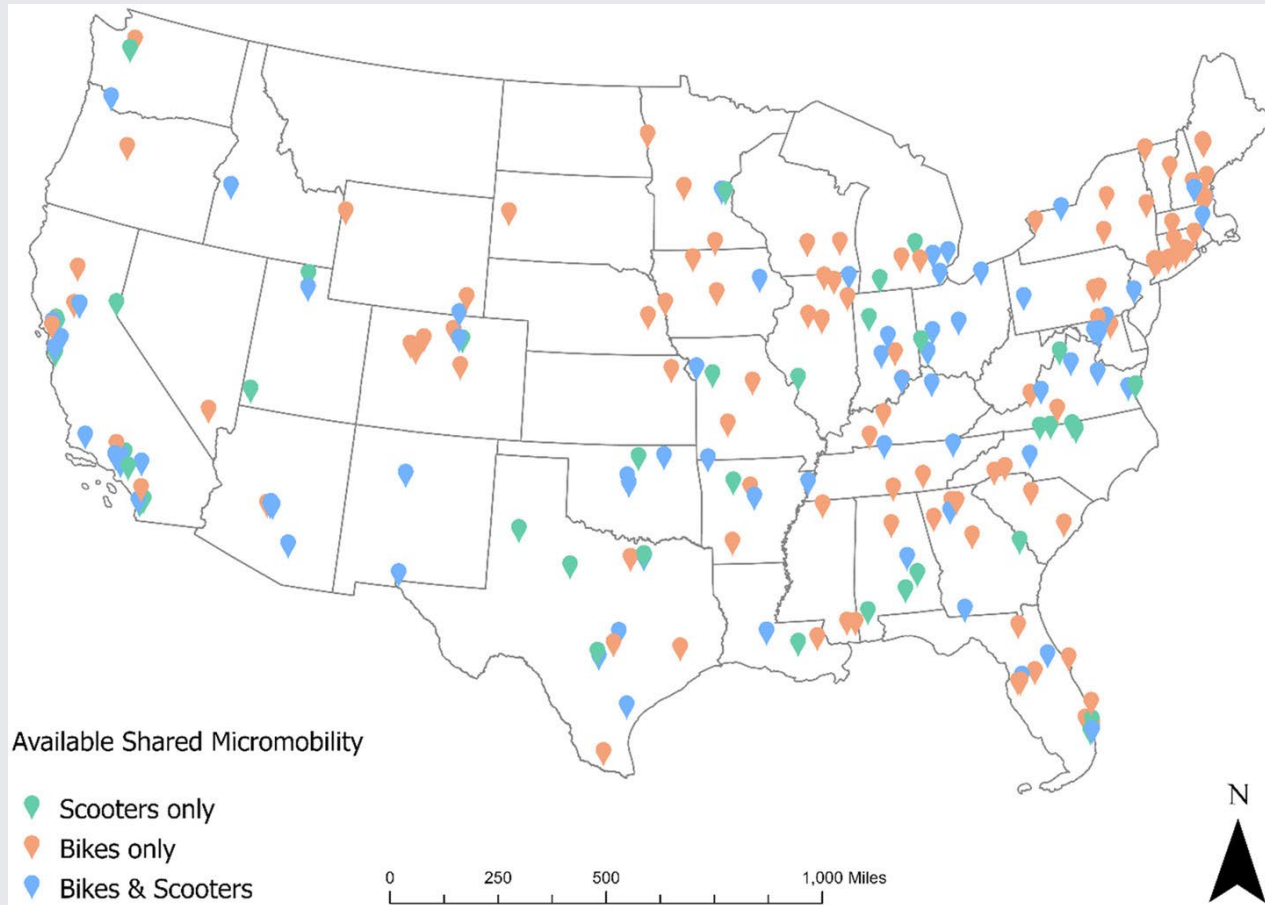 Available Shared Micromobility
Scooters only
Bikes only
Bikes & Scooters
0 250 500 1,000 Miles
N